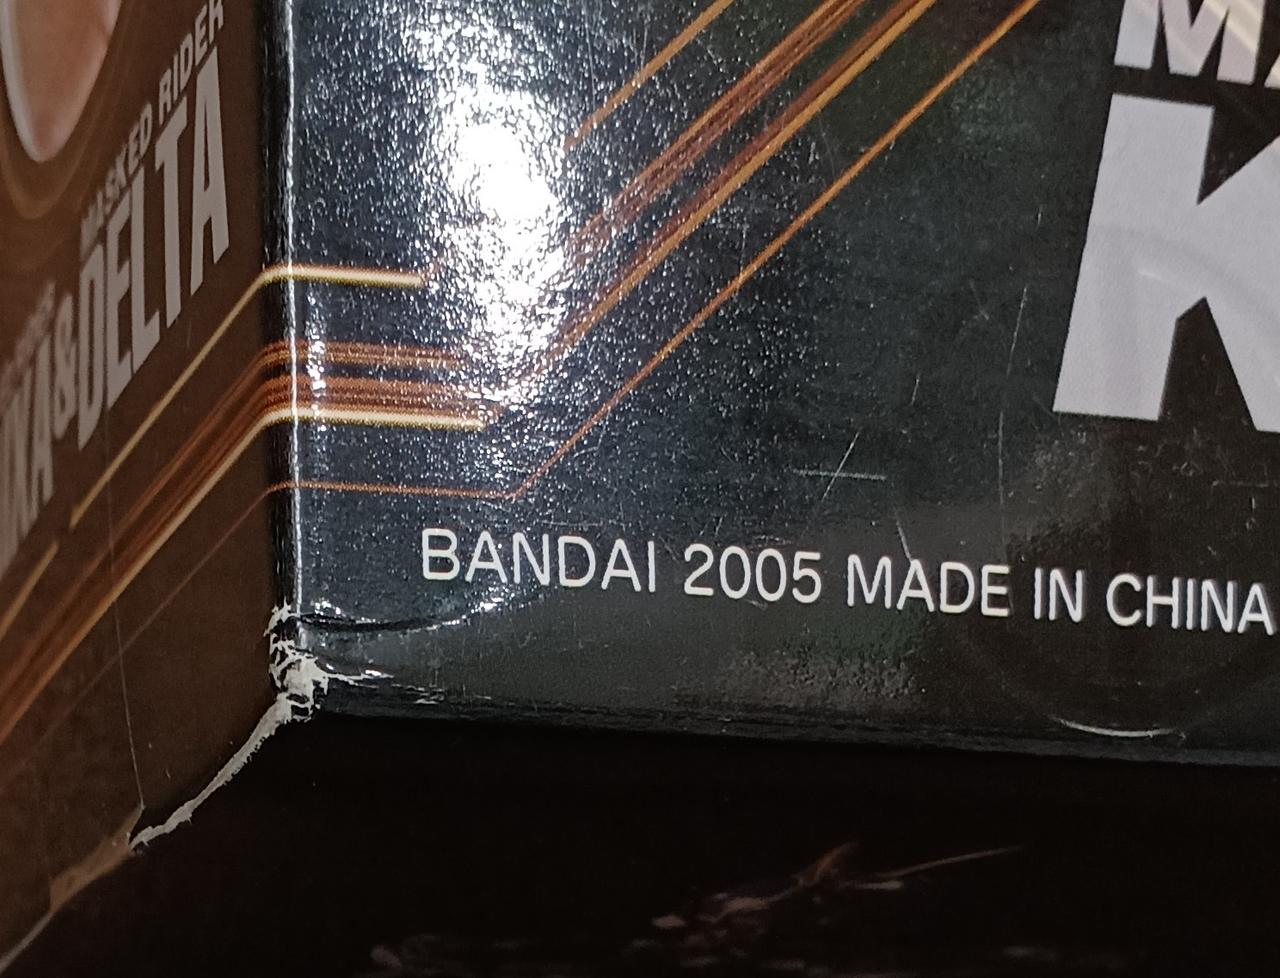 MASKED RIDER
&DELTA
K
BANDAI 2005 MADE IN CHINA